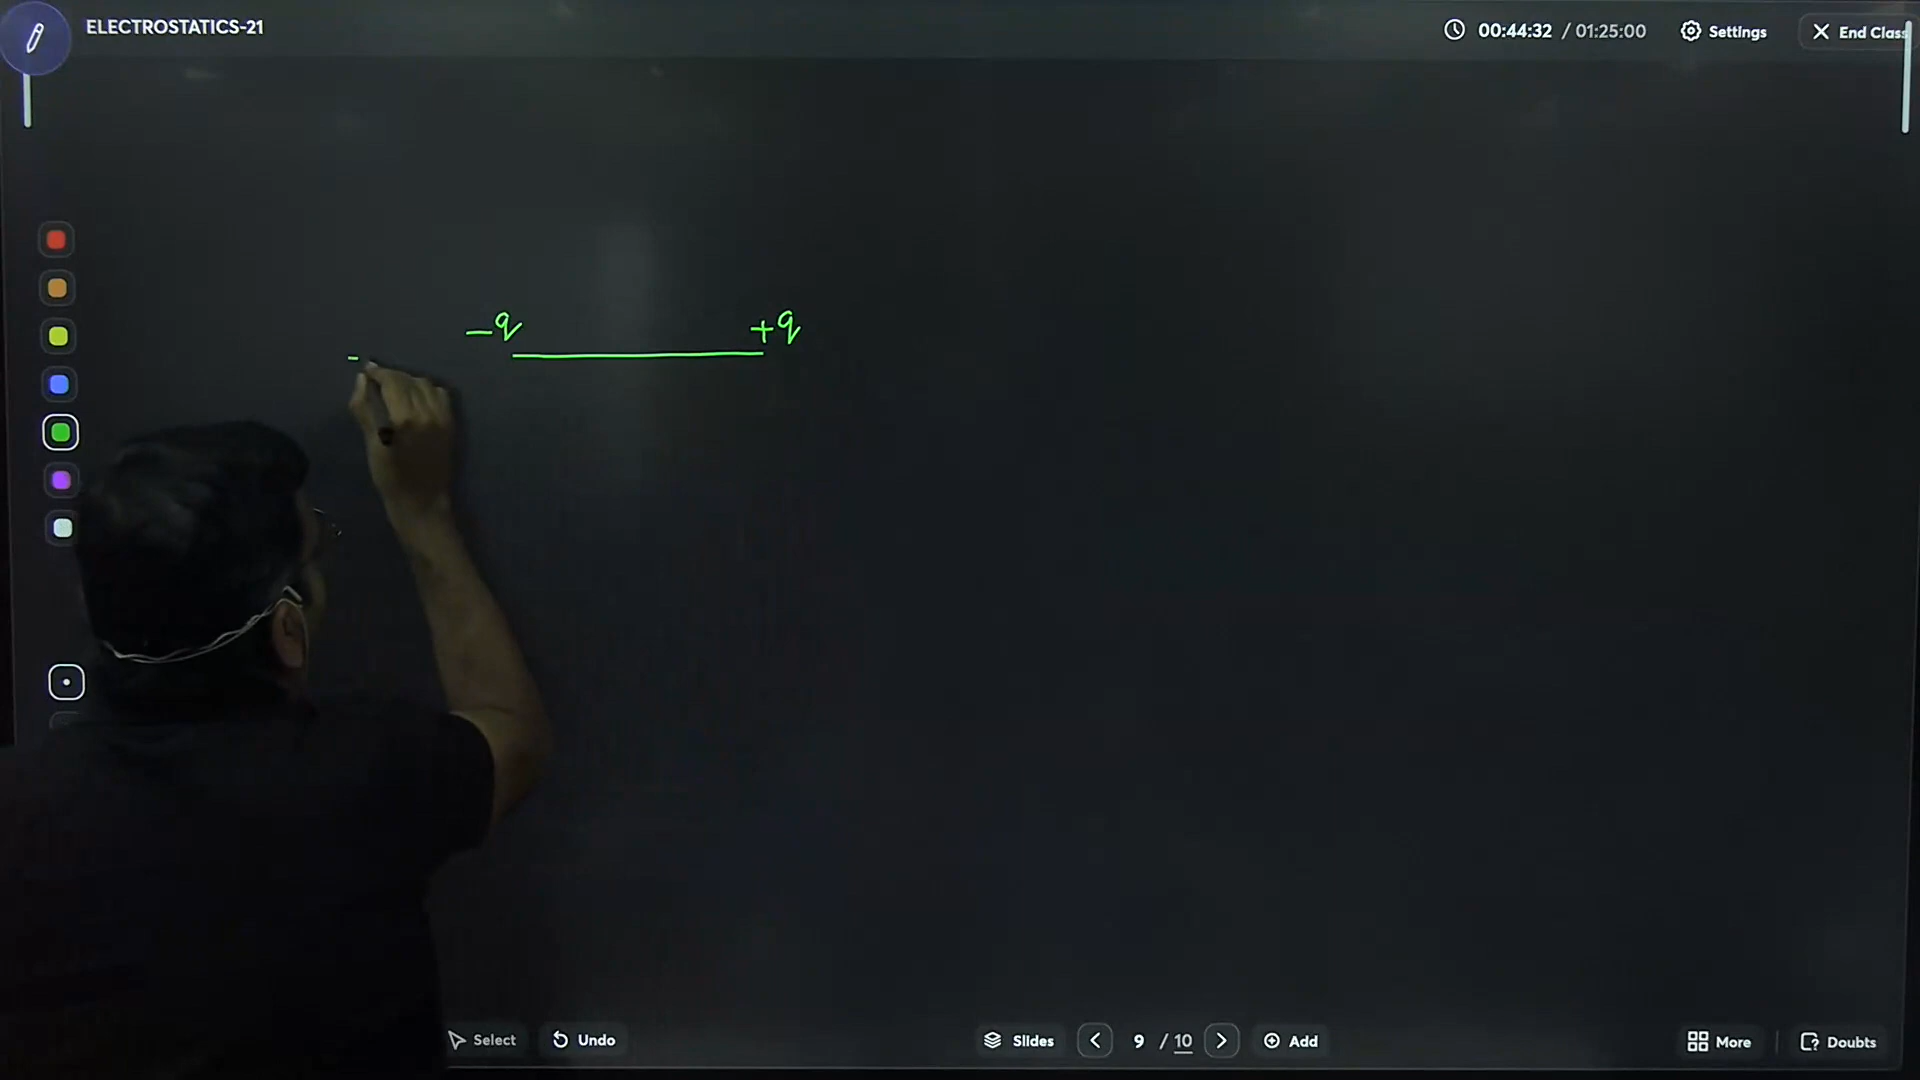 ELECTROSTATICS-21
00:44:32 / 01:25:00
Settings
End Class
−q
+q
-
Select
Undo
Slides
9 / 10
Add
More
Doubts